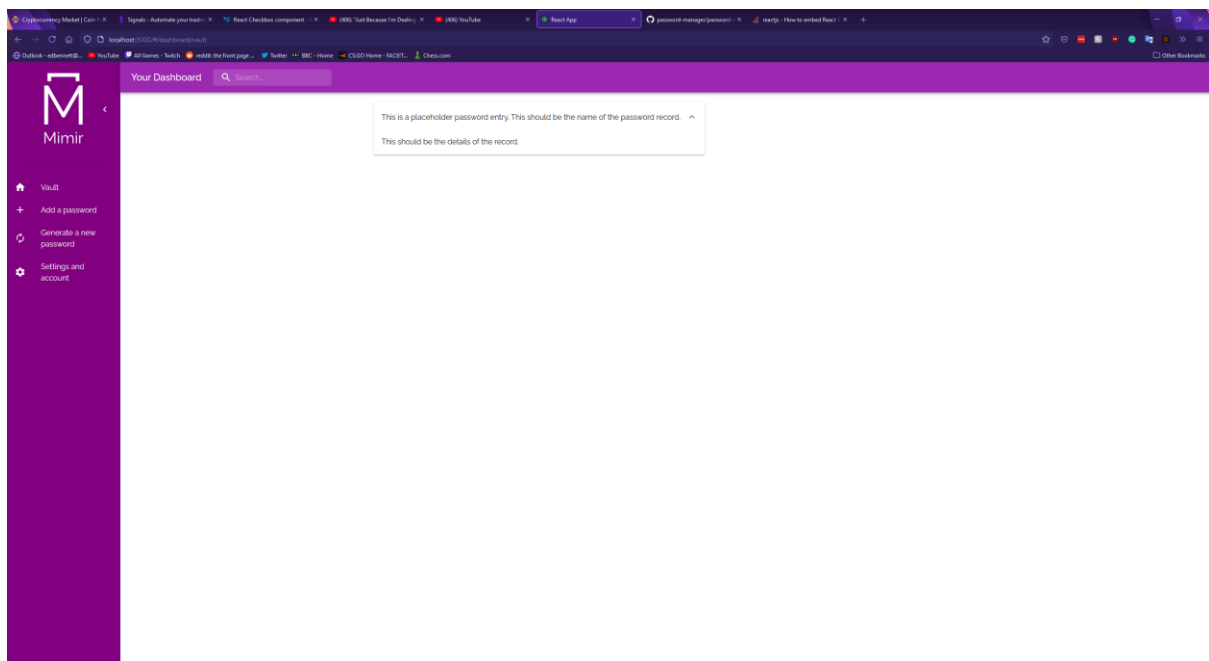 Cryptocurrency Market | Coin P
Signals - Automate your trading
React Checkbox component -
(406) "Just Because I'm Dealing
(406) YouTube
React App
password-manager/password-
reactjs - How to embed React
localhost:3000/#/dashboard/vault
Outlook - edbennett@...
YouTube
All Games - Twitch
reddit: the front page ...
Twitter
BBC - Home
CS:GO Home - FACEIT...
Chess.com
Other Bookmarks
Mimir
Your Dashboard
Search...
This is a placeholder password entry. This should be the name of the password record.
This should be the details of the record.
Vault
Add a password
Generate a new
password
Settings and
account